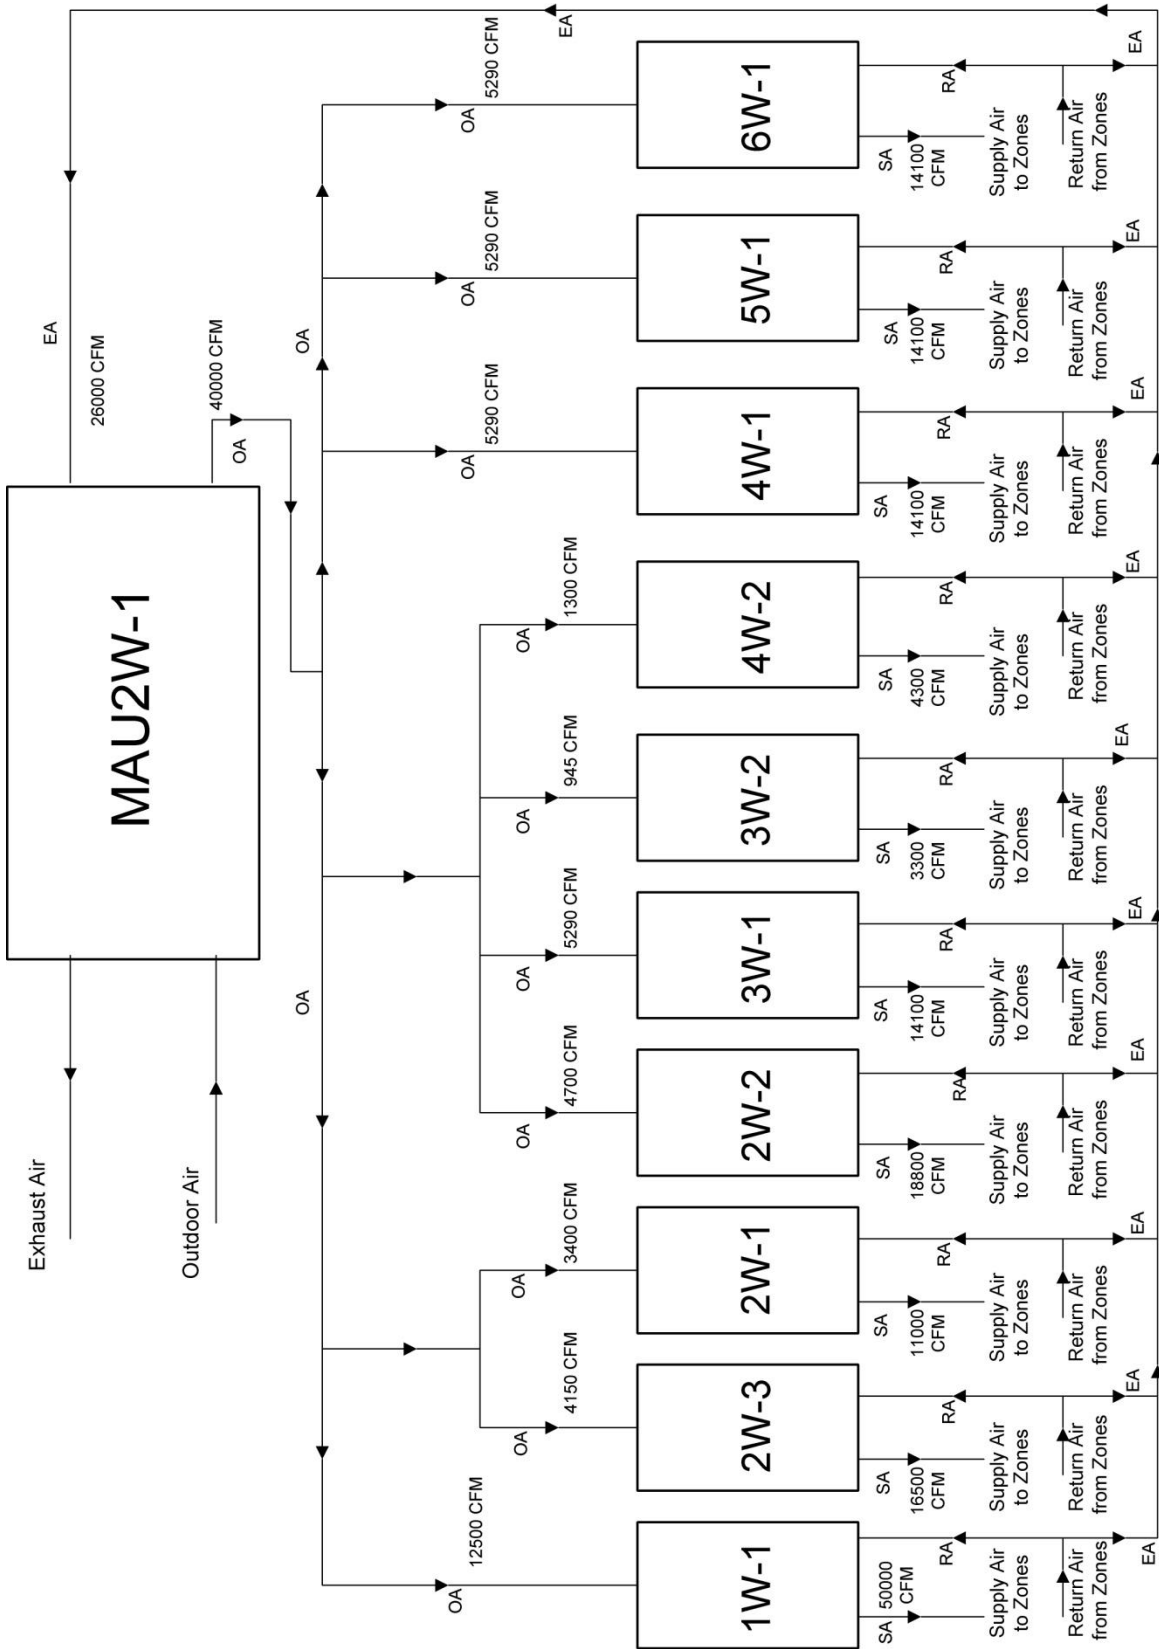 Exhaust Air
Outdoor Air
MAU2W-1
EA
26000 CFM
40000 CFM
OA
EA
OA
OA
12500 CFM
OA
4150 CFM
OA
3400 CFM
OA
4700 CFM
OA
5290 CFM
OA
945 CFM
OA
1300 CFM
OA
5290 CFM
OA
5290 CFM
OA
5290 CFM
OA
1W-1
2W-3
2W-1
2W-2
3W-1
3W-2
4W-2
4W-1
5W-1
6W-1
SA
50000
CFM
RA
Supply Air
to Zones
Return Air
from Zones
EA
SA
16500
CFM
RA
Supply Air
to Zones
Return Air
from Zones
EA
SA
11000
CFM
RA
Supply Air
to Zones
Return Air
from Zones
EA
SA
18800
CFM
RA
Supply Air
to Zones
Return Air
from Zones
EA
SA
14100
CFM
RA
Supply Air
to Zones
Return Air
from Zones
EA
SA
3300
CFM
RA
Supply Air
to Zones
Return Air
from Zones
EA
SA
4300
CFM
RA
Supply Air
to Zones
Return Air
from Zones
EA
SA
14100
CFM
RA
Supply Air
to Zones
Return Air
from Zones
EA
SA
14100
CFM
RA
Supply Air
to Zones
Return Air
from Zones
EA
SA
14100
CFM
RA
Supply Air
to Zones
Return Air
from Zones
EA